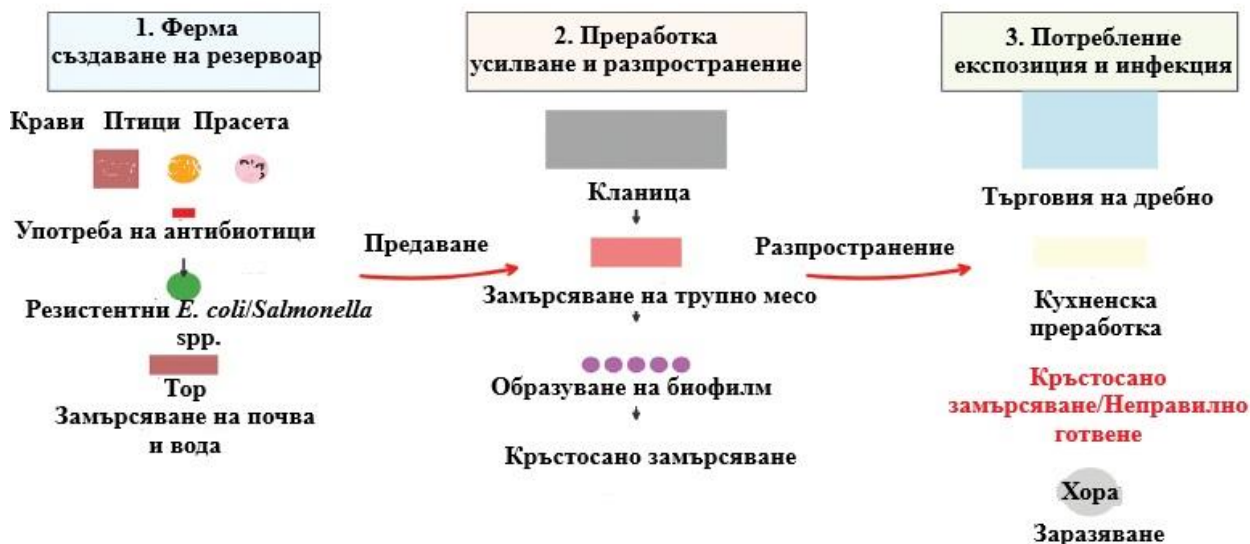 1. Ферма
създаване на резервоар
Крави Птици Прасета
Употреба на антибиотици
Резистентни E. coli/Salmonella
spp.
Тор
Замърсяване на почва
и вода
Предаване
2. Преработка
усилване и разпространение
Кланица
Замърсяване на трупно месо
Образуване на биофилм
Кръстосано замърсяване
Разпространение
3. Потребление
експозиция и инфекция
Търговия на дребно
Кухненска
преработка
Кръстосано
замърсяване/Неправилно
готвене
Хора
Заразяване